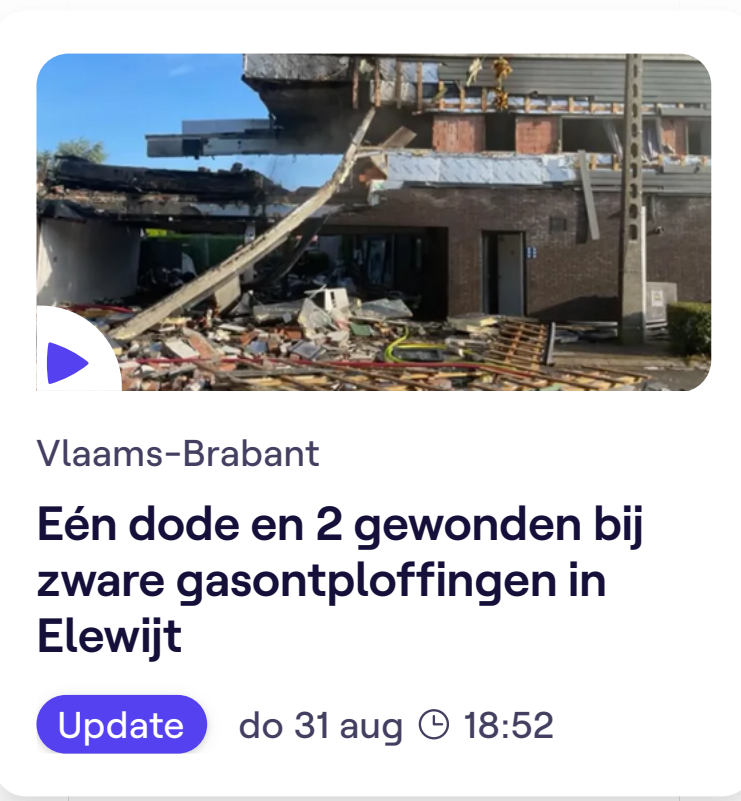 Vlaams-Brabant
Eén dode en 2 gewonden bij
zware gasontploffingen in
Elewijt
Update do 31 aug 18:52